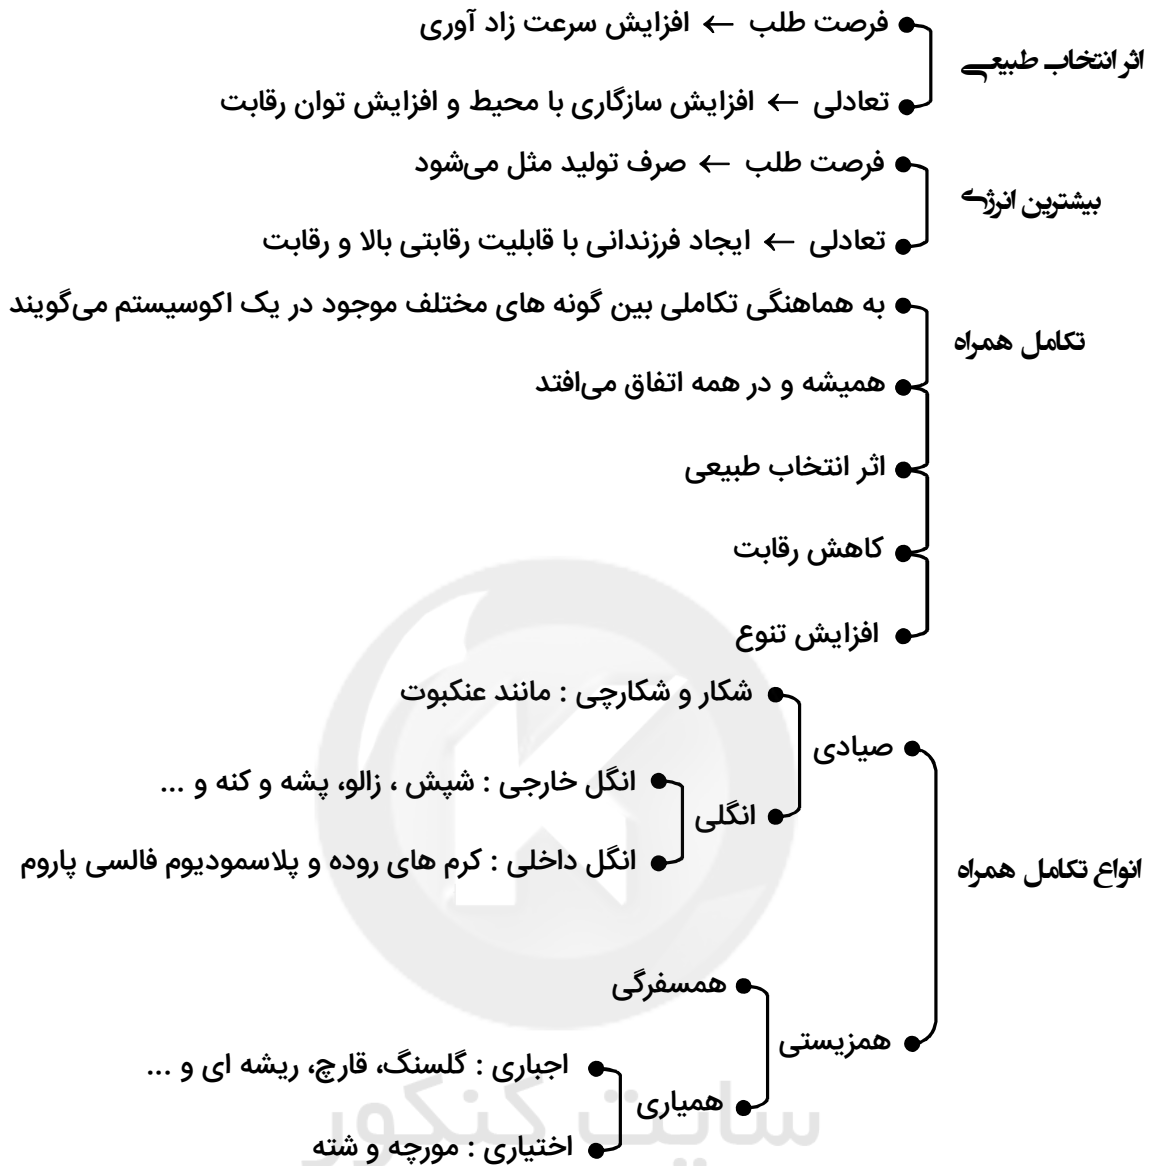 فرصت طلب ← افزایش سرعت زاد آوری
اثر انتخاب طبیعی
تعادلی ← افزایش سازگاری با محیط و افزایش توان رقابت
فرصت طلب ← صرف تولید مثل می‌شود
بیشترین انرژی
تعادلی ← ایجاد فرزندانی با قابلیت رقابتی بالا و رقابت
به هماهنگی تکاملی بین گونه های مختلف موجود در یک اکوسیستم می‌گویند
تکامل همراه
همیشه و در همه اتفاق می‌افتد
اثر انتخاب طبیعی
کاهش رقابت
افزایش تنوع
شکار و شکارچی : مانند عنکبوت
صیادی
انگل خارجی : شپش ، زالو، پشه و کنه و ...
انگلی
انگل داخلی : کرم های روده و پلاسمودیوم فالسی پاروم
انواع تکامل همراه
همسفرگی
همزیستی
اجباری : گلسنگ، قارچ، ریشه ای و ...
همیاری
اختیاری : مورچه و شته
سایت کنکور